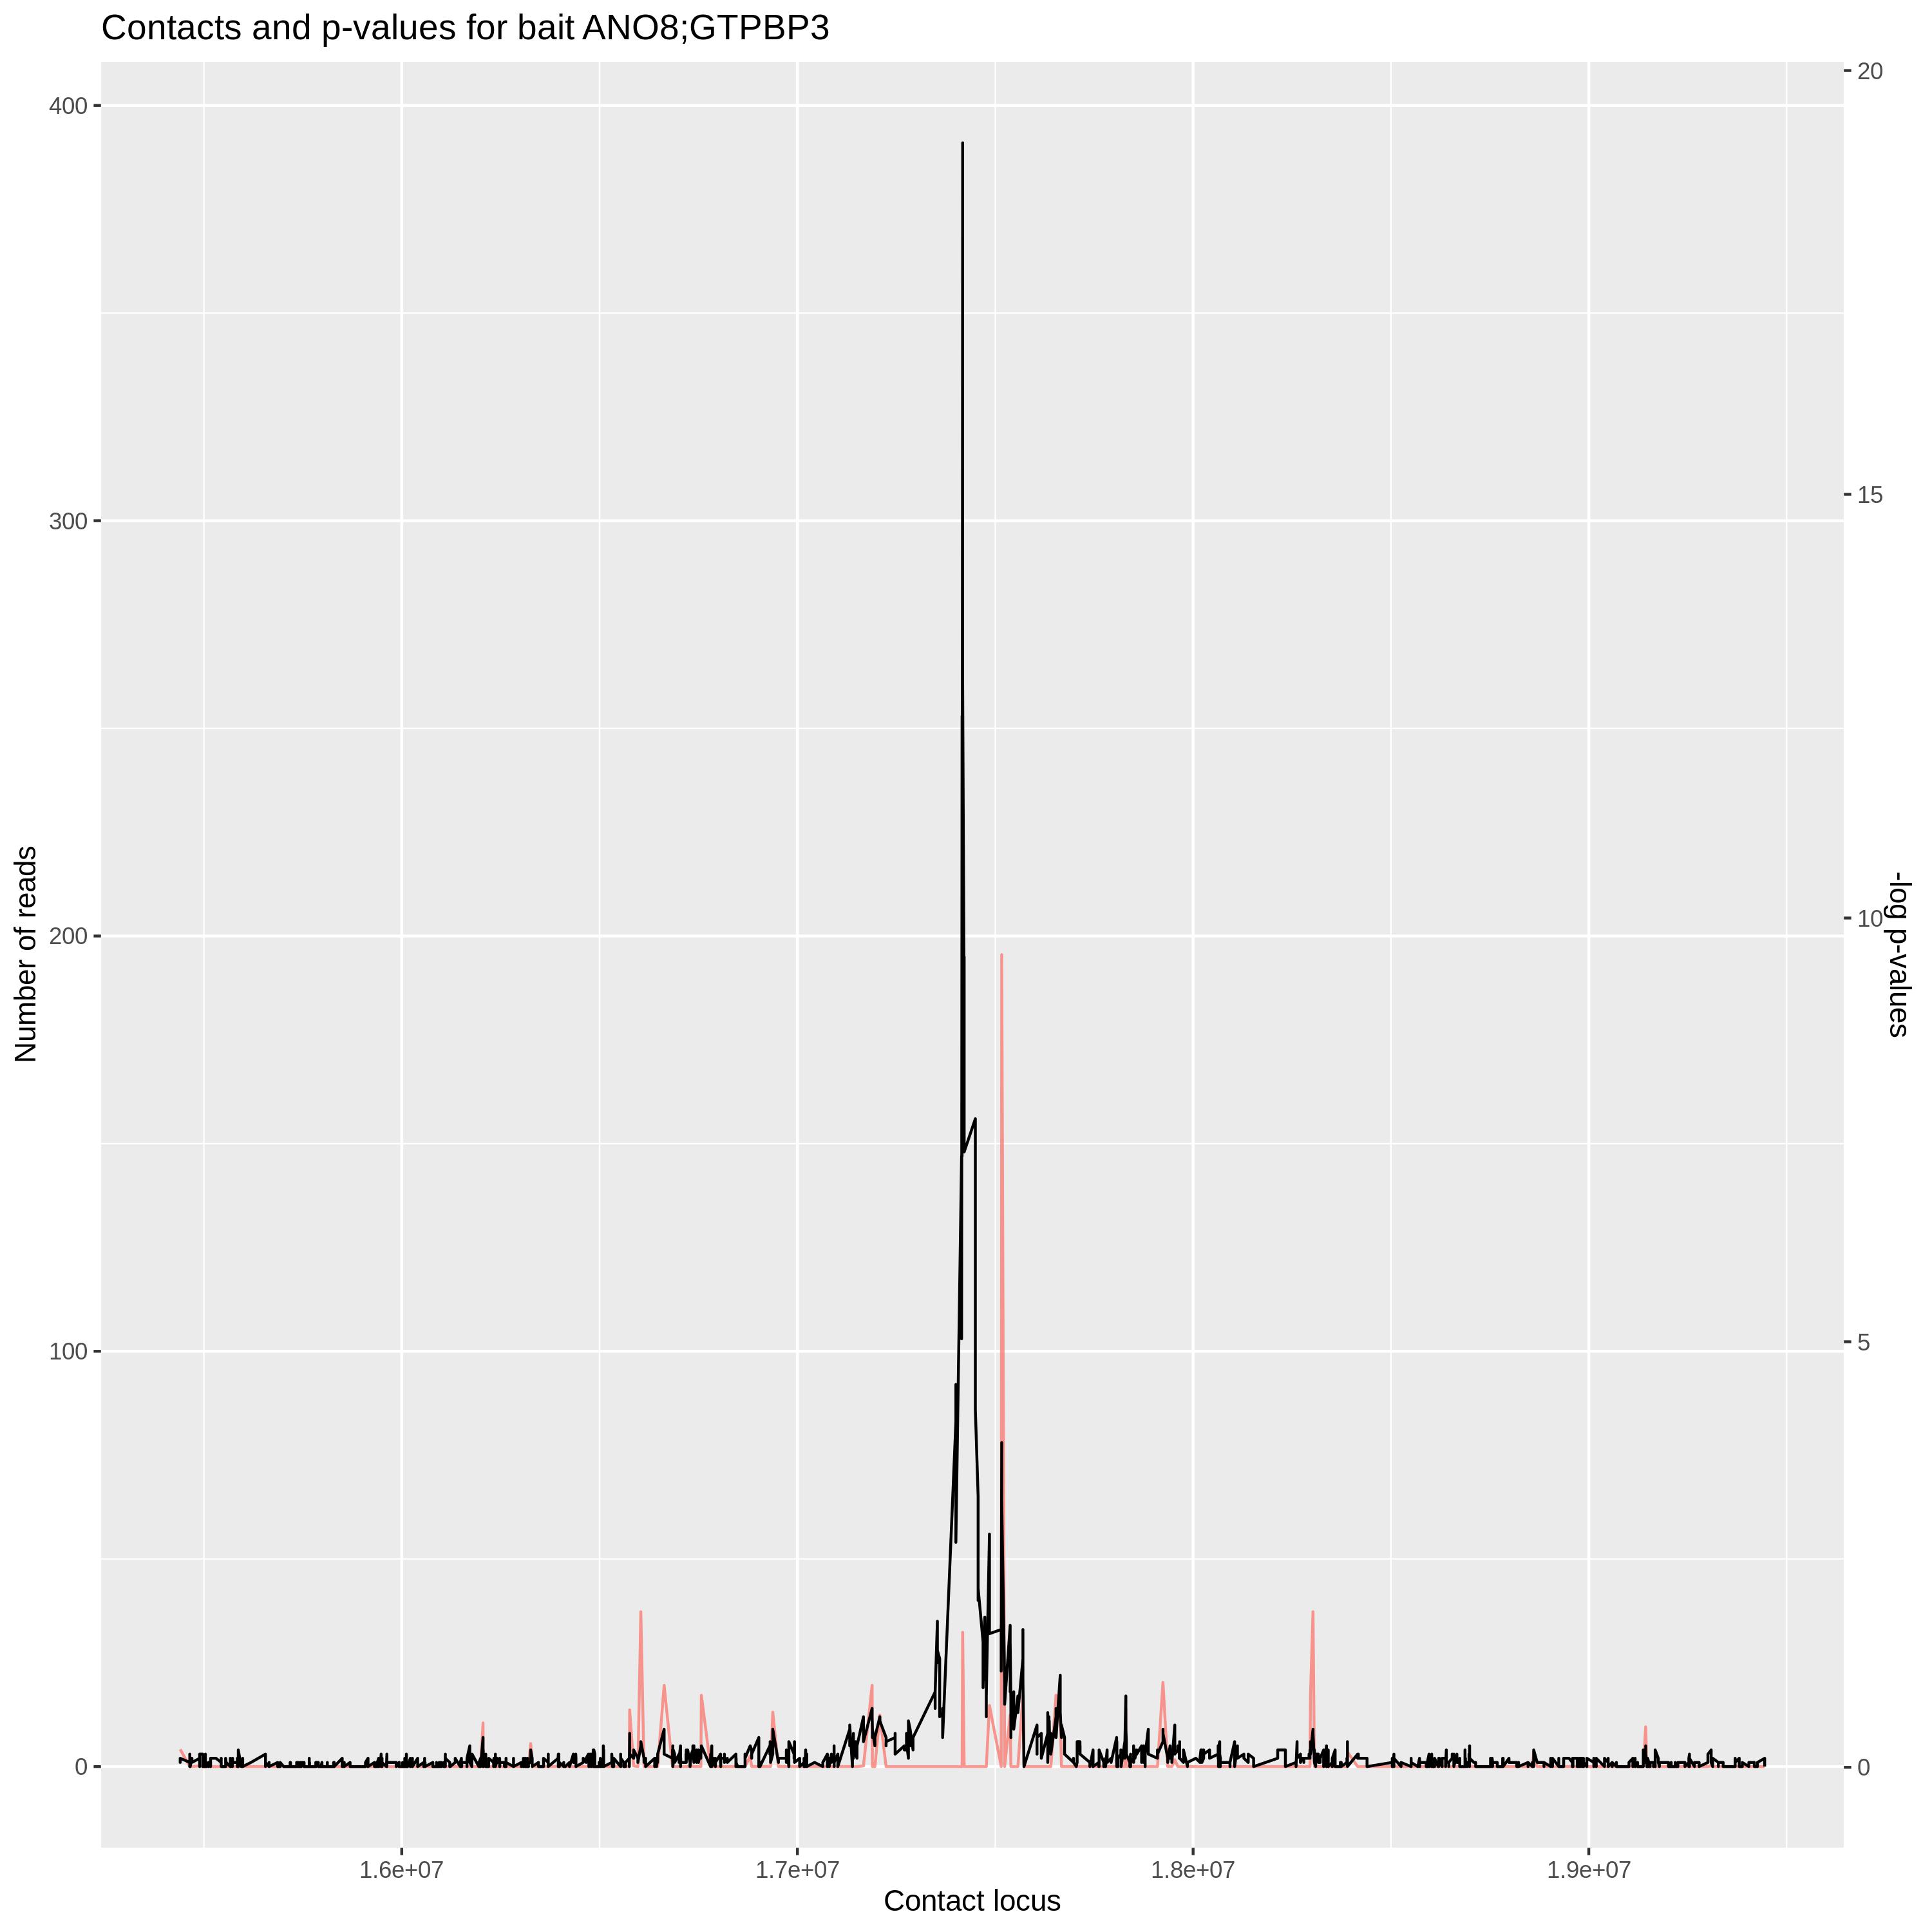 Contacts and p-values for bait ANO8;GTPBP3
400
300
200
100
0
Number of reads
20
15
10
5
0
-log p-values
1.6e+07
1.7e+07
1.8e+07
1.9e+07
Contact locus